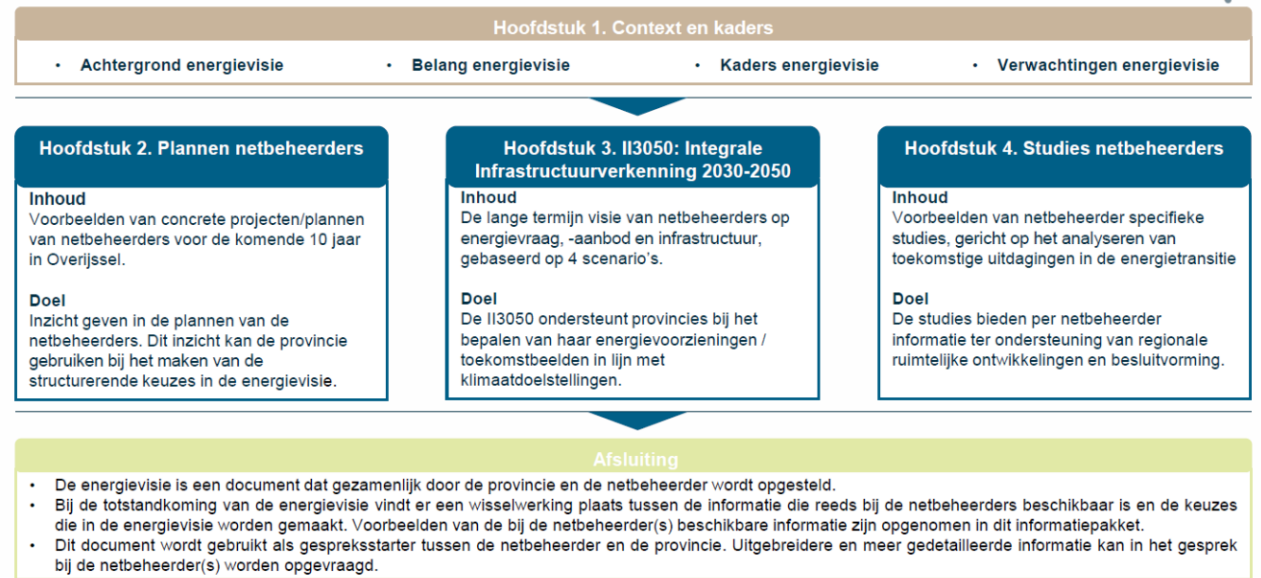 Hoofdstuk 1. Context en kaders
• Achtergrond energievisie • Belang energievisie • Kaders energievisie • Verwachtingen energievisie
Hoofdstuk 2. Plannen netbeheerders
Inhoud
Voorbeelden van concrete projecten/plannen
van netbeheerders voor de komende 10 jaar
in Overijssel.
Doel
Inzicht geven in de plannen van de
netbeheerders. Dit inzicht kan de provincie
gebruiken bij het maken van de
structurerende keuzes in de energievisie.
Hoofdstuk 3. II3050: Integrale
Infrastructuurverkenning 2030-2050
Inhoud
De lange termijn visie van netbeheerders op
energievraag, -aanbod en infrastructuur,
gebaseerd op 4 scenario's.
Doel
De II3050 ondersteunt provincies bij het
bepalen van haar energievoorzieningen /
toekomstbeelden in lijn met
klimaatdoelstellingen.
Hoofdstuk 4. Studies netbeheerders
Inhoud
Voorbeelden van netbeheerder specifieke
studies, gericht op het analyseren van
toekomstige uitdagingen in de energietransitie
Doel
De studies bieden per netbeheerder
informatie ter ondersteuning van regionale
ruimtelijke ontwikkelingen en besluitvorming.
Afsluiting
• De energievisie is een document dat gezamenlijk door de provincie en de netbeheerder wordt opgesteld.
• Bij de totstandkoming van de energievisie vindt er een wisselwerking plaats tussen de informatie die reeds bij de netbeheerders beschikbaar is en de keuzes
die in de energievisie worden gemaakt. Voorbeelden van de bij de netbeheerder(s) beschikbare informatie zijn opgenomen in dit informatiepakket.
• Dit document wordt gebruikt als gespreksstarter tussen de netbeheerder en de provincie. Uitgebreidere en meer gedetailleerde informatie kan in het gesprek
bij de netbeheerder(s) worden opgevraagd.